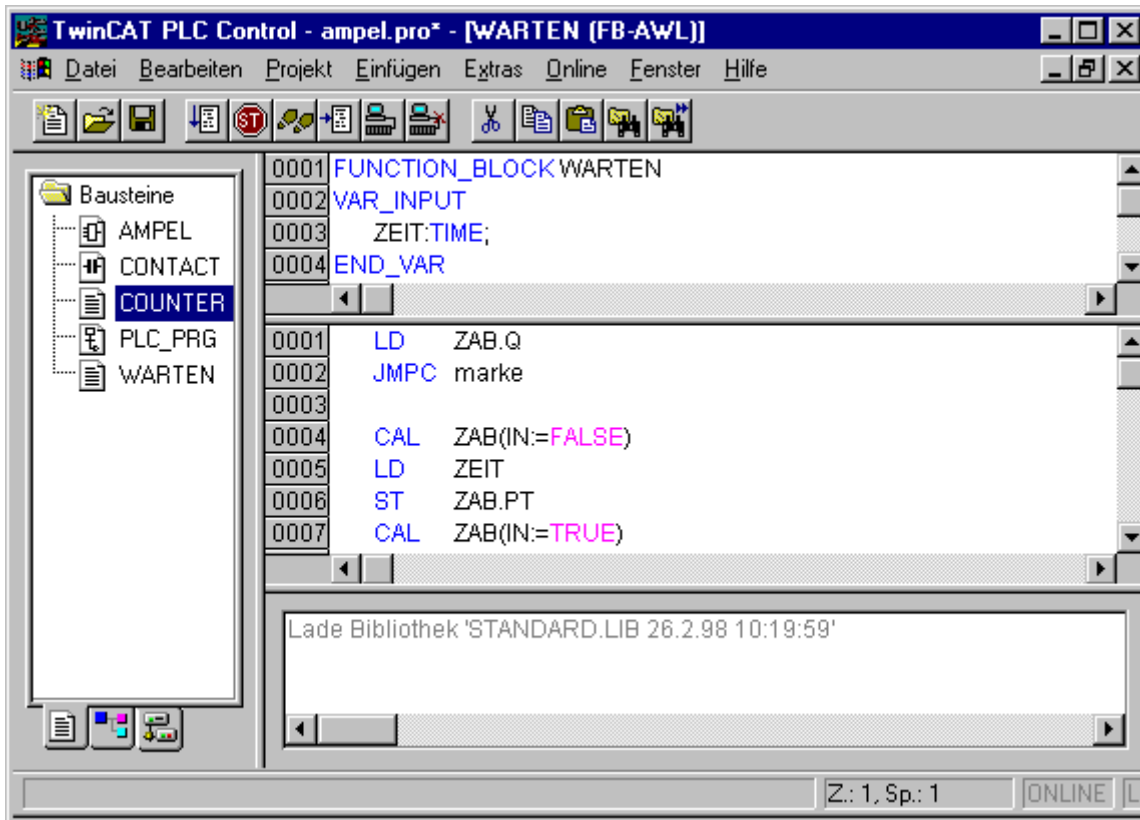 TwinCAT PLC Control - ampel.pro* - [WARTEN (FB-AWL)]
Datei Bearbeiten Projekt Einfügen Extras Online Fenster Hilfe
ST
Bausteine
AMPEL
CONTACT
COUNTER
PLC_PRG
WARTEN
0001 FUNCTION_BLOCK WARTEN
0002 VAR_INPUT
0003 ZEIT:TIME;
0004 END_VAR
0001 LD ZAB.Q
0002 JMPC marke
0003
0004 CAL ZAB(IN:=FALSE)
0005 LD ZEIT
0006 ST ZAB.PT
0007 CAL ZAB(IN:=TRUE)
Lade Bibliothek 'STANDARD.LIB 26.2.98 10:19:59'
Z.: 1, Sp.: 1 ONLINE L